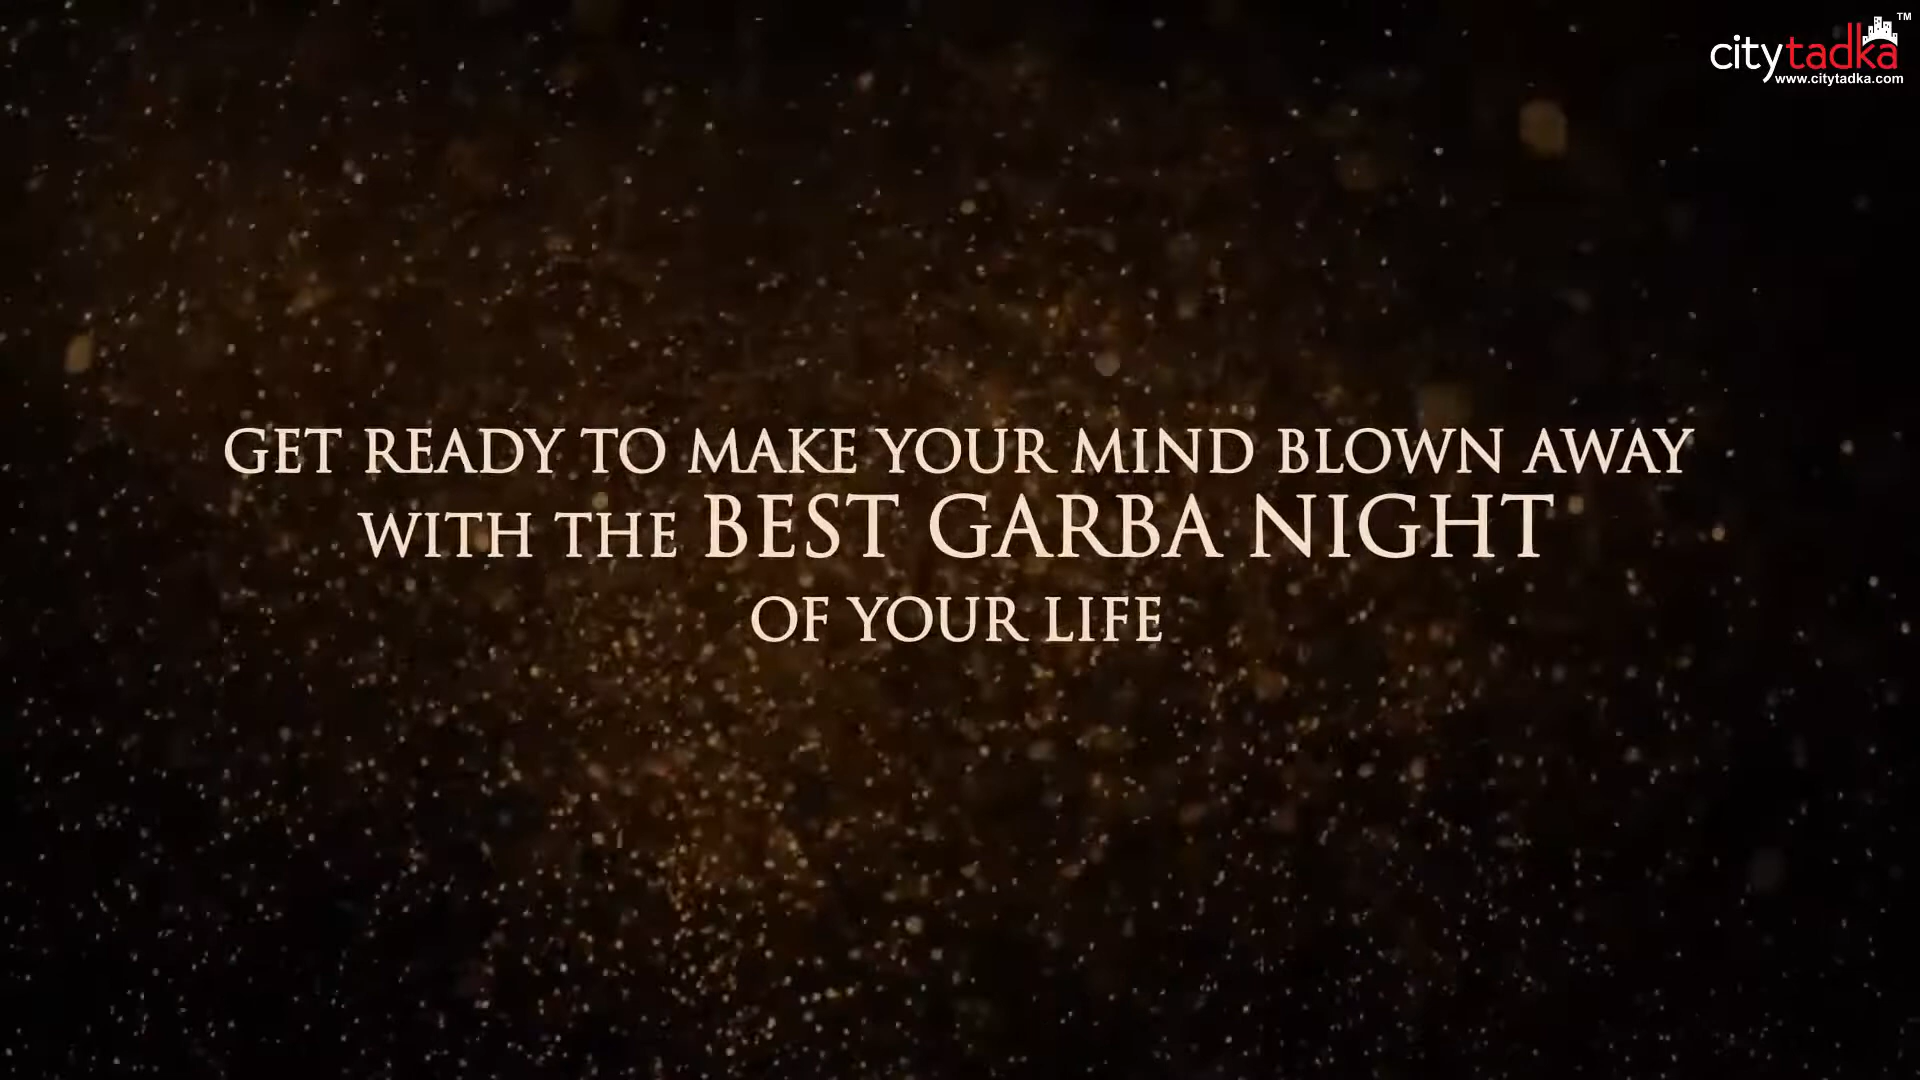 citytadka™
www.citytadka.com
GET READY TO MAKE YOUR MIND BLOWN AWAY
WITH THE BEST GARBA NIGHT
OF YOUR LIFE